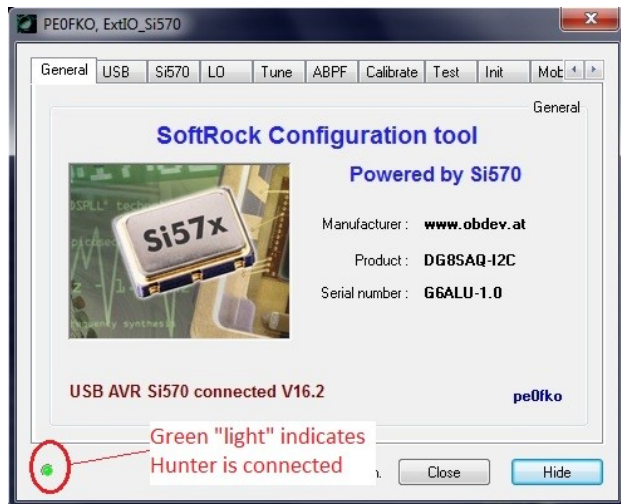 PE0FKO, ExtIO_Si570
General USB Si570 LO Tune ABPF Calibrate Test Init
General
SoftRock Configuration tool
Powered by Si570
Si57x
Manufacturer : www.obdev.at
Product : DG8SAQ-I2C
Serial number : G6ALU-1.0
USB AVR Si570 connected V16.2
pe0fko
Green "light" indicates
Hunter is connected
Close Hide